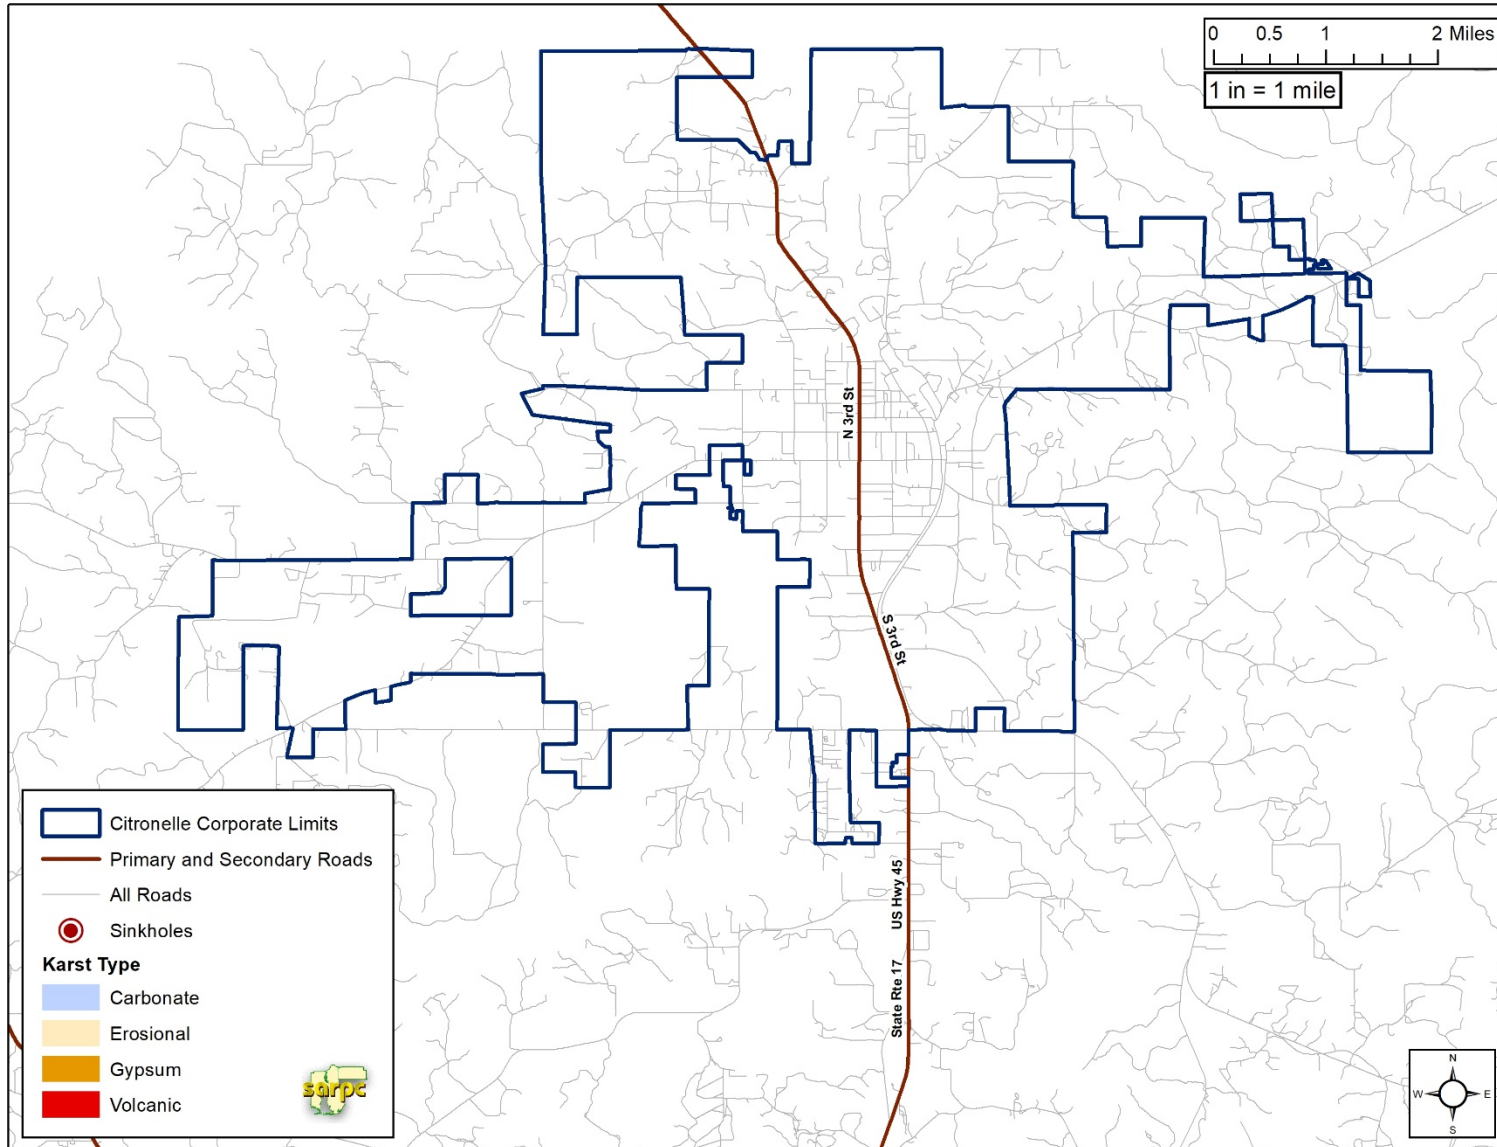 0 0.5 1 2 Miles
1 in = 1 mile
N 3rd St
S 3rd St
US Hwy 45
State Rte 17
Citronelle Corporate Limits
Primary and Secondary Roads
All Roads
Sinkholes
Karst Type
Carbonate
Erosional
Gypsum
Volcanic
sarpc
N
W E
S